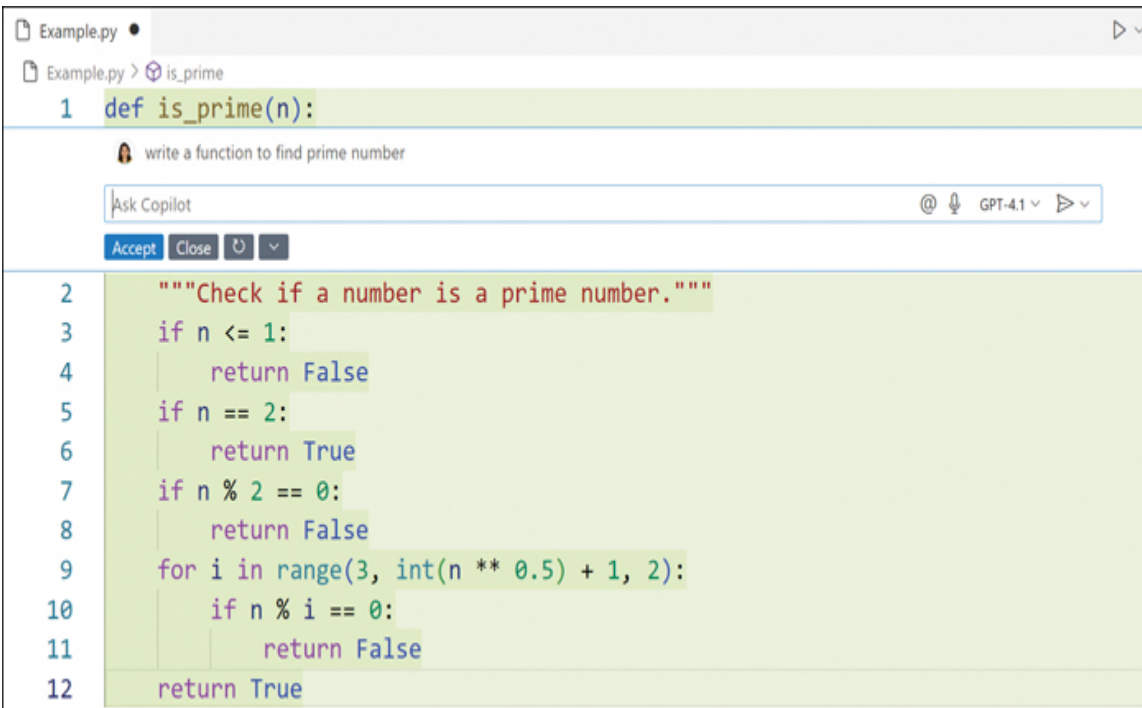 Example.py
Example.py > is_prime
1 def is_prime(n):
write a function to find prime number
Ask Copilot GPT-4.1
Accept Close
2     """Check if a number is a prime number."""
3     if n <= 1:
4         return False
5     if n == 2:
6         return True
7     if n % 2 == 0:
8         return False
9     for i in range(3, int(n ** 0.5) + 1, 2):
10         if n % i == 0:
11             return False
12     return True